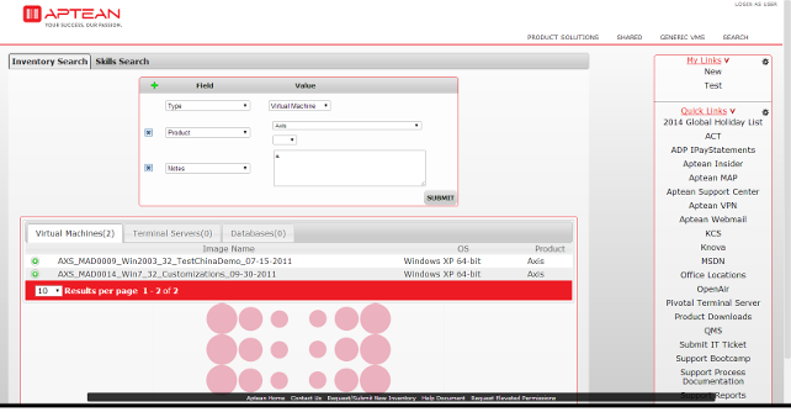 LOGIN AS USER
APTEAN
YOUR SUCCESS. OUR PASSION.
PRODUCT SOLUTIONS SHARED GENERIC VMS SEARCH
Inventory Search Skills Search
Field Value
Type Virtual Machine
Product Axis
Notes a
SUBMIT
Virtual Machines(2) Terminal Servers(0) Databases(0)
Image Name OS Product
AXS_MAD0009_Win2003_32_TestChinaDemo_07-15-2011 Windows XP 64-bit Axis
AXS_MAD0014_Win7_32_Customizations_09-30-2011 Windows XP 64-bit Axis
10 Results per page 1 - 2 of 2
My Links
New
Test
Quick Links
2014 Global Holiday List
ACT
ADP IPayStatements
Aptean Insider
Aptean MAP
Aptean Support Center
Aptean VPN
Aptean Webmail
KCS
Knova
MSDN
Office Locations
OpenAir
Pivotal Terminal Server
Product Downloads
QMS
Submit IT Ticket
Support Bootcamp
Support Process
Documentation
Support Reports
Aptean Home Contact Us Request/Submit New Inventory Help Document Request Elevated Permissions